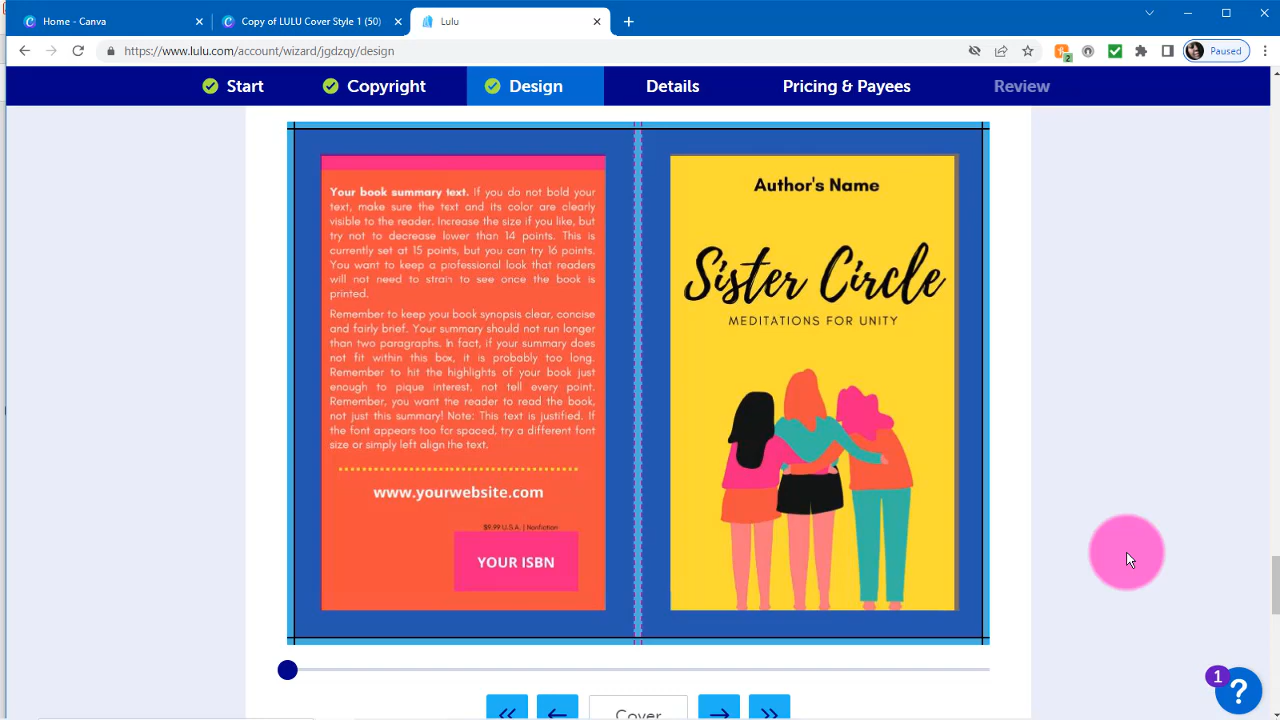 Home - Canva
Copy of LULU Cover Style 1 (50)
Lulu
https://www.lulu.com/account/wizard/jgdzqy/design
2
Paused
Start
Copyright
Design
Details
Pricing & Payees
Review
Your book summary text. If you do not bold your
text, make sure the text and its color are clearly
visible to the reader. Increase the size if you like, but
try not to decrease lower than 14 points. This is
currently set at 15 points, but you can try 16 points.
You want to keep a professional look that readers
will not need to strain to see once the book is
printed.
Remember to keep your book synopsis clear, concise
and fairly brief. Your summary should not run longer
than two paragraphs. In fact, if your summary does
not fit within this box, it is probably too long.
Remember to hit the highlights of your book just
enough to pique interest, not tell every point.
Remember, you want the reader to read the book,
not just this summary! Note: This text is justified. If
the font appears too far spaced, try a different font
size or simply left align the text.
www.yourwebsite.com
$9.99 U.S.A. | Nonfiction
YOUR ISBN
Author's Name
Sister Circle
MEDITATIONS FOR UNITY
Cover
1
?